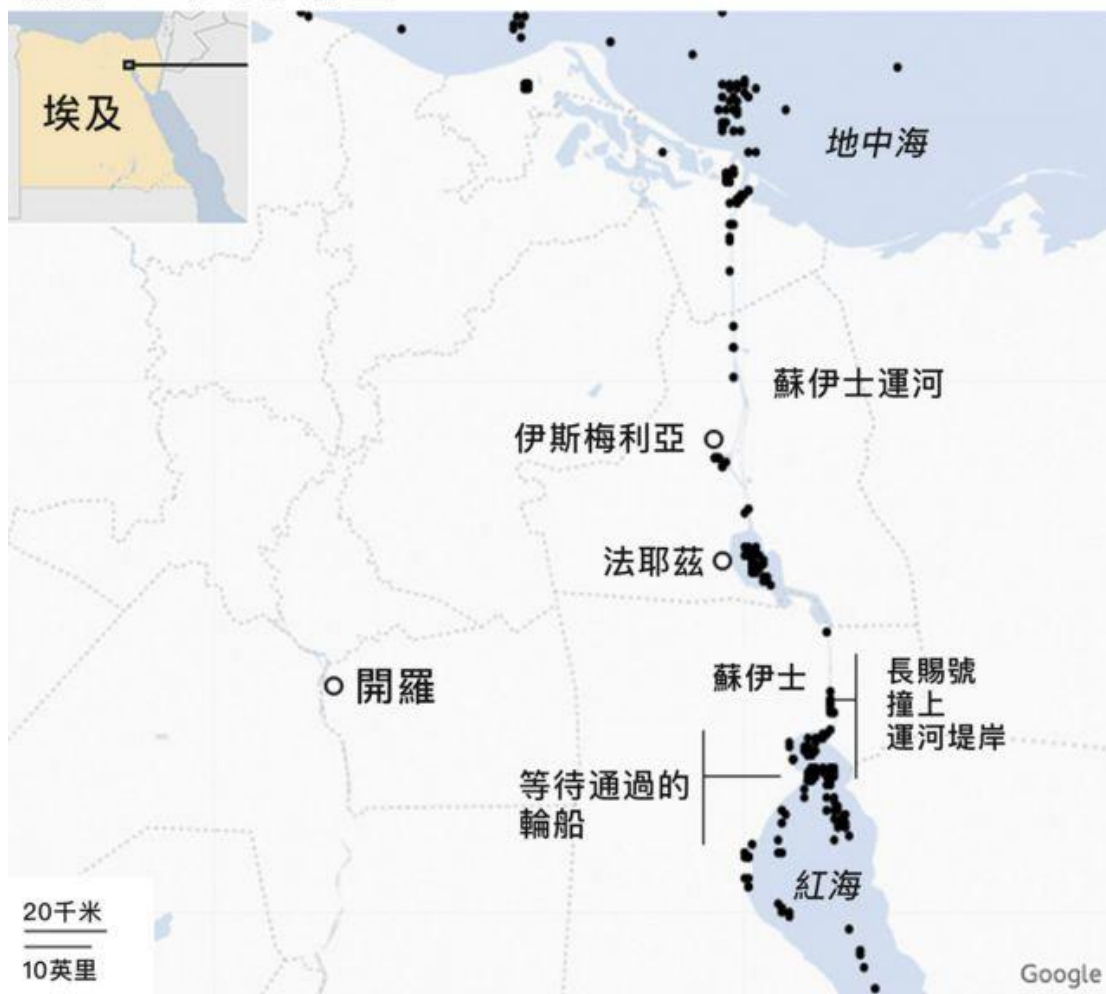 埃及
地中海
蘇伊士運河
伊斯梅利亞
法耶茲
開羅
蘇伊士
長賜號
撞上
運河堤岸
等待通過的
輪船
紅海
20千米
10英里
Google